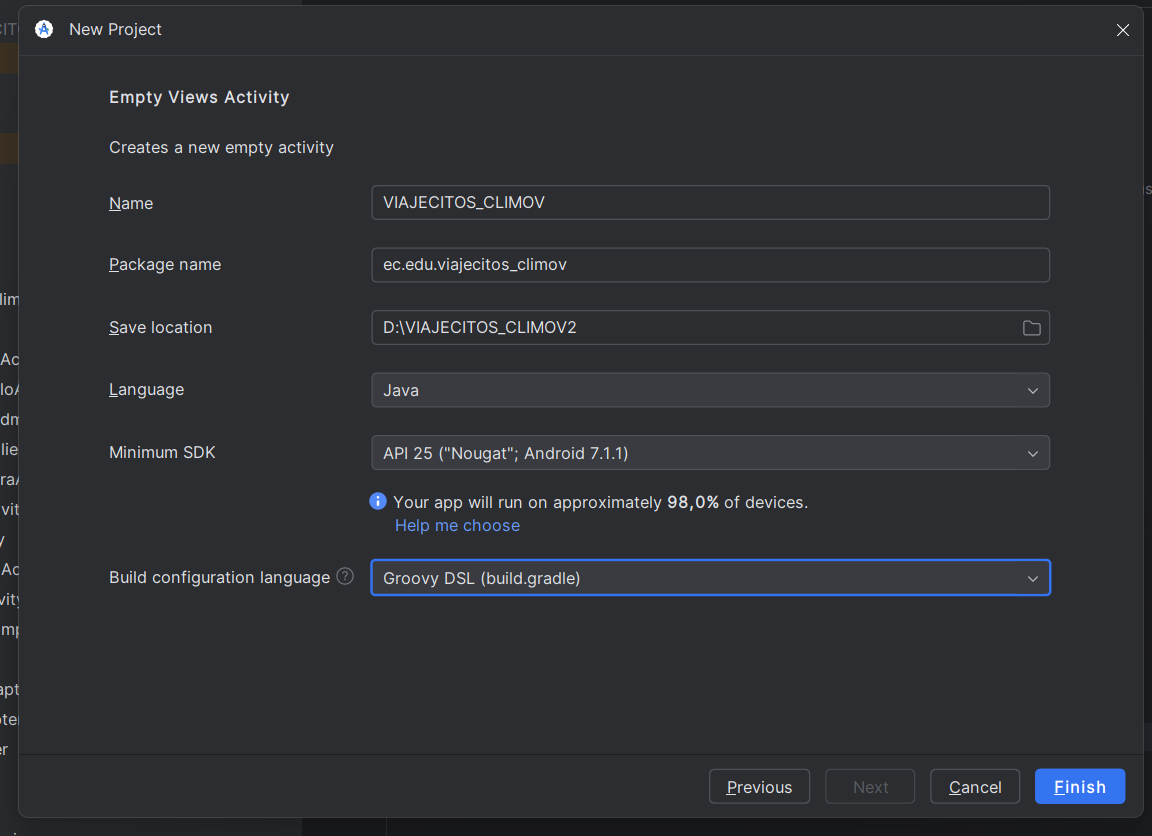 New Project
Empty Views Activity
Creates a new empty activity
Name VIAJECITOS_CLIMOV
Package name ec.edu.viajecitos_climov
Save location D:\VIAJECITOS_CLIMOV2
Language Java
Minimum SDK API 25 ("Nougat"; Android 7.1.1)
Your app will run on approximately 98,0% of devices.
Help me choose
Build configuration language ? Groovy DSL (build.gradle)
Previous Next Cancel Finish